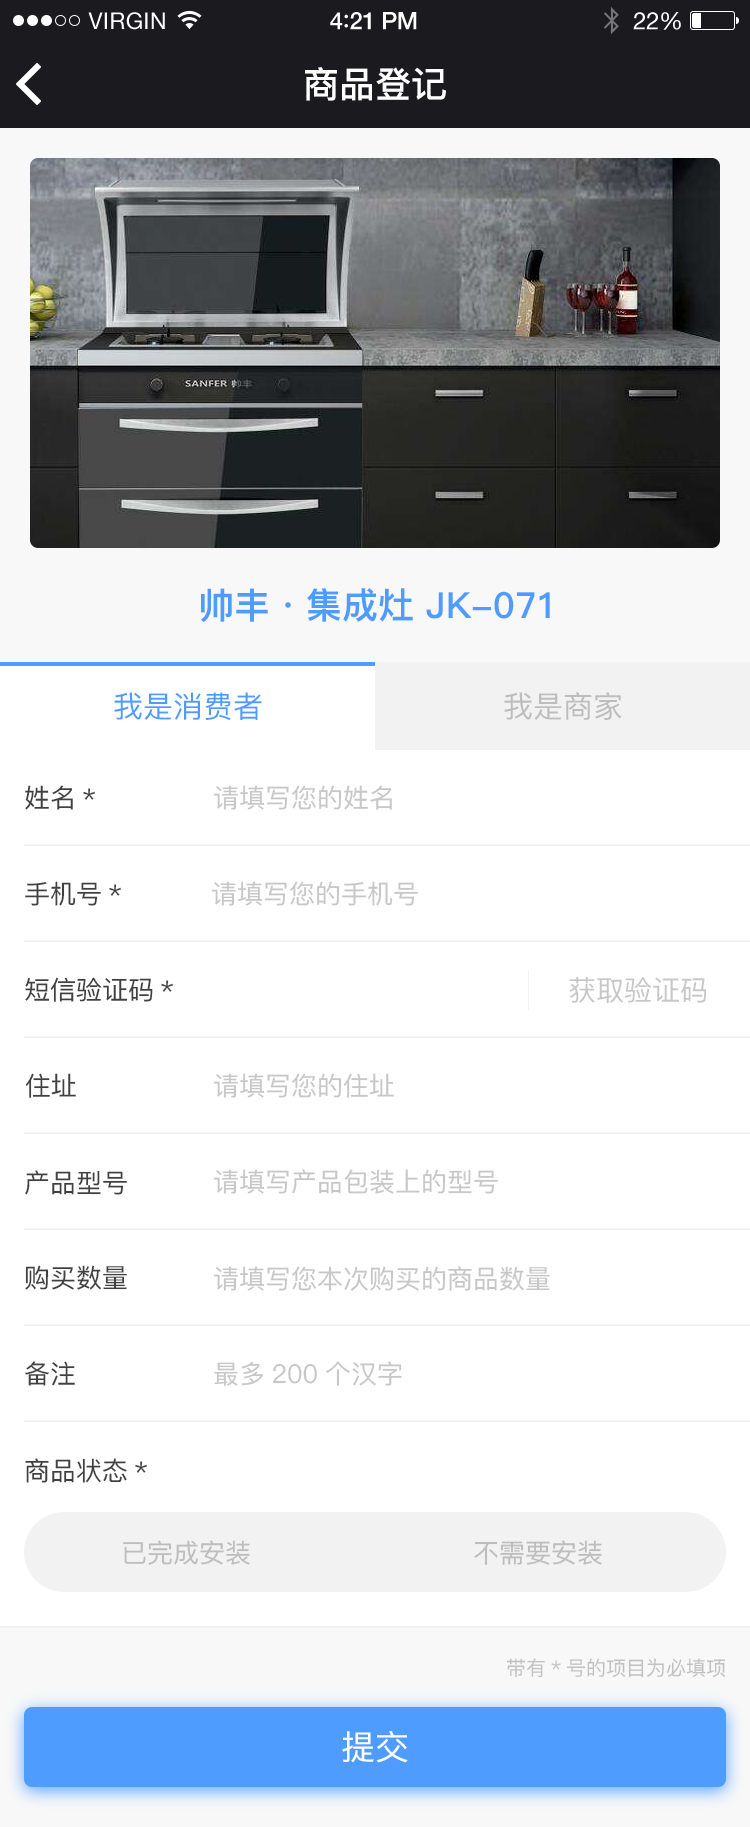 VIRGIN 4:21 PM 22%
商品登记
SANFER 帅丰
帅丰·集成灶 JK-071
我是消费者 我是商家
姓名 * 请填写您的姓名
手机号 * 请填写您的手机号
短信验证码 * 获取验证码
住址 请填写您的住址
产品型号 请填写产品包装上的型号
购买数量 请填写您本次购买的商品数量
备注 最多 200 个汉字
商品状态 *
已完成安装 不需要安装
带有 * 号的项目为必填项
提交